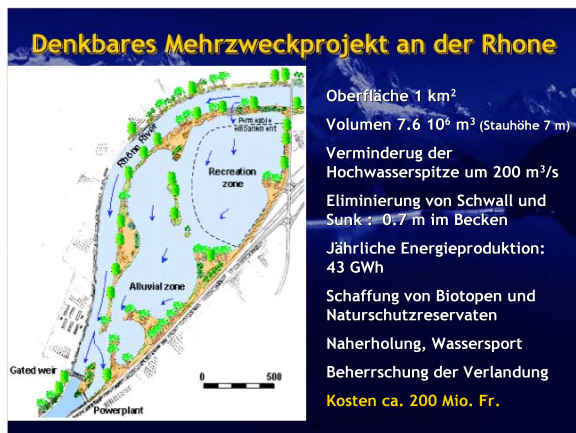 Denkbares Mehrzweckprojekt an der Rhone
Rhône River
Permeable
embankment
Recreation
zone
Alluvial zone
Gated weir
Powerplant
0 500
Oberfläche 1 km²
Volumen 7.6 10⁶ m³ (Stauhöhe 7 m)
Verminderug der
Hochwasserspitze um 200 m³/s
Eliminierung von Schwall und
Sunk : 0.7 m im Becken
Jährliche Energieproduktion:
43 GWh
Schaffung von Biotopen und
Naturschutzreservaten
Naherholung, Wassersport
Beherrschung der Verlandung
Kosten ca. 200 Mio. Fr.